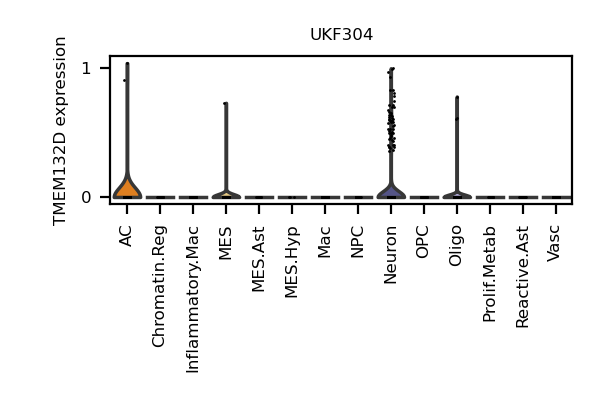 UKF304
TMEM132D expression
1
0
AC
Chromatin.Reg
Inflammatory.Mac
MES
MES.Ast
MES.Hyp
Mac
NPC
Neuron
OPC
Oligo
Prolif.Metab
Reactive.Ast
Vasc